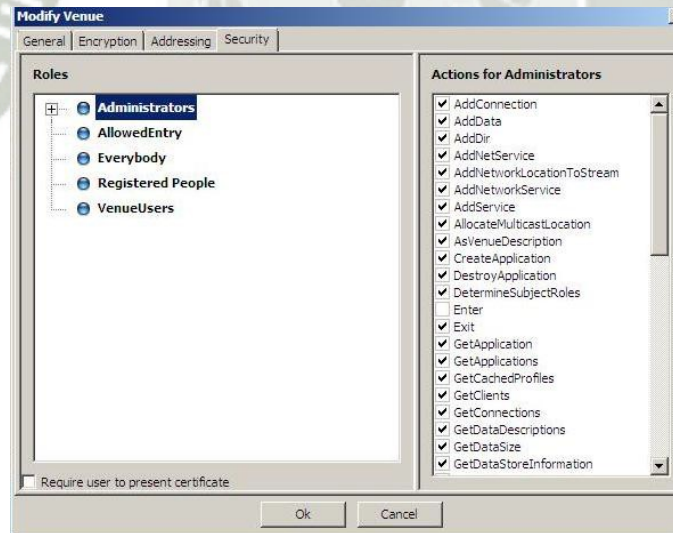 Modify Venue
General Encryption Addressing Security
Roles
Administrators
AllowedEntry
Everybody
Registered People
VenueUsers
Require user to present certificate
Actions for Administrators
AddConnection
AddData
AddDir
AddNetService
AddNetworkLocationToStream
AddNetworkService
AddService
AllocateMulticastLocation
AsVenueDescription
CreateApplication
DestroyApplication
DetermineSubjectRoles
Enter
Exit
GetApplication
GetApplications
GetCachedProfiles
GetClients
GetConnections
GetDataDescriptions
GetDataSize
GetDataStoreInformation
Ok Cancel